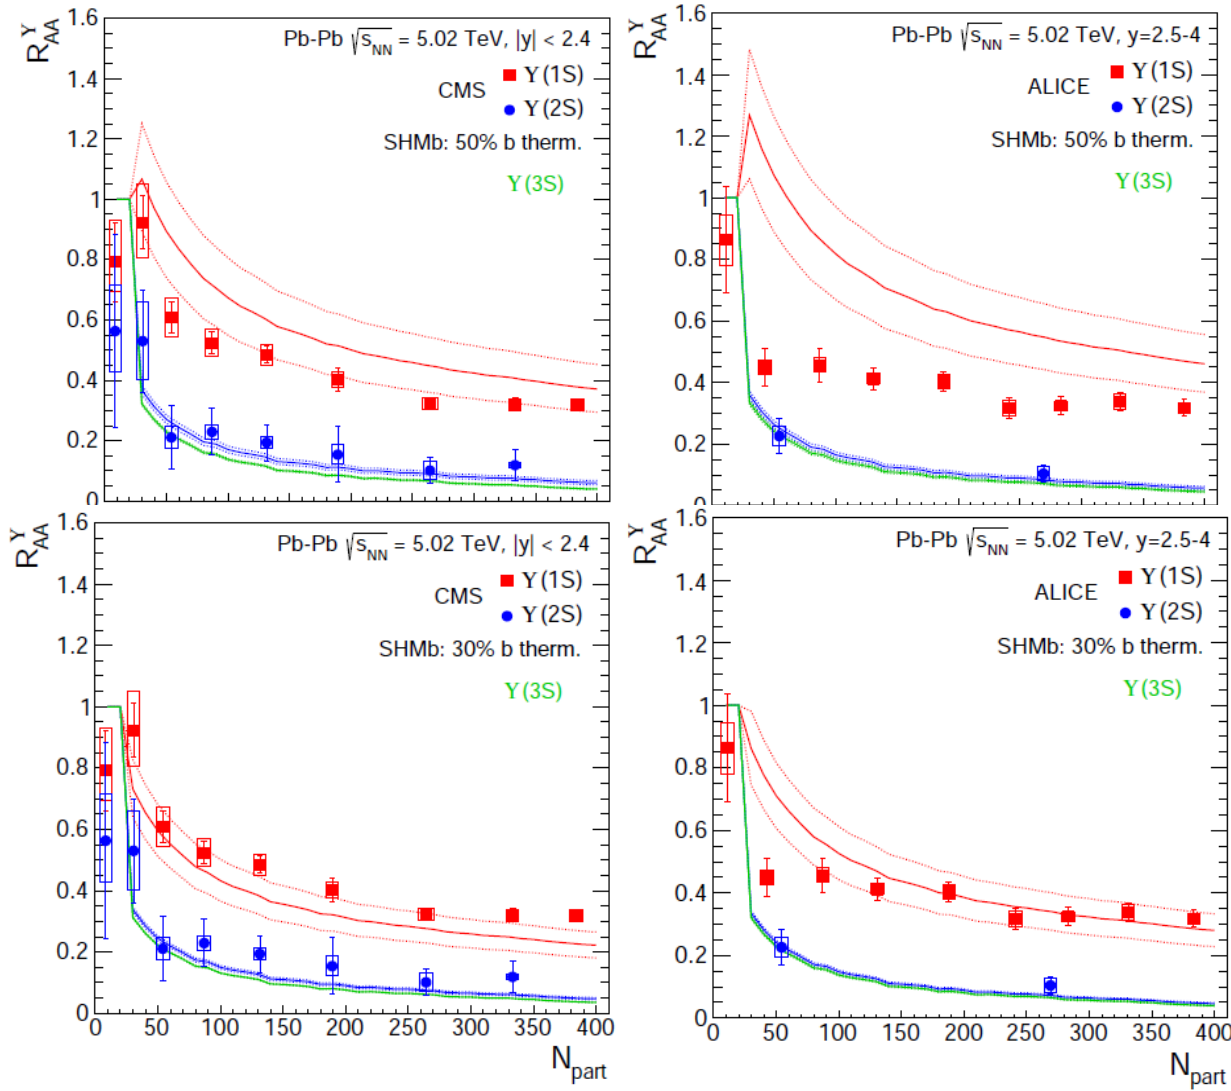 R_AA^Υ
Pb-Pb √s_NN = 5.02 TeV, |y| < 2.4
CMS
Υ(1S)
Υ(2S)
SHMb: 50% b therm.
Υ(3S)
1.6
1.4
1.2
1
0.8
0.6
0.4
0.2
0
Pb-Pb √s_NN = 5.02 TeV, y=2.5-4
ALICE
Υ(1S)
Υ(2S)
SHMb: 50% b therm.
Υ(3S)
R_AA^Υ
1.6
1.4
1.2
1
0.8
0.6
0.4
0.2
0
R_AA^Υ
Pb-Pb √s_NN = 5.02 TeV, |y| < 2.4
CMS
Υ(1S)
Υ(2S)
SHMb: 30% b therm.
Υ(3S)
1.6
1.4
1.2
1
0.8
0.6
0.4
0.2
0
0 50 100 150 200 250 300 350 400
N_part
R_AA^Υ
Pb-Pb √s_NN = 5.02 TeV, y=2.5-4
ALICE
Υ(1S)
Υ(2S)
SHMb: 30% b therm.
Υ(3S)
1.6
1.4
1.2
1
0.8
0.6
0.4
0.2
0
0 50 100 150 200 250 300 350 400
N_part